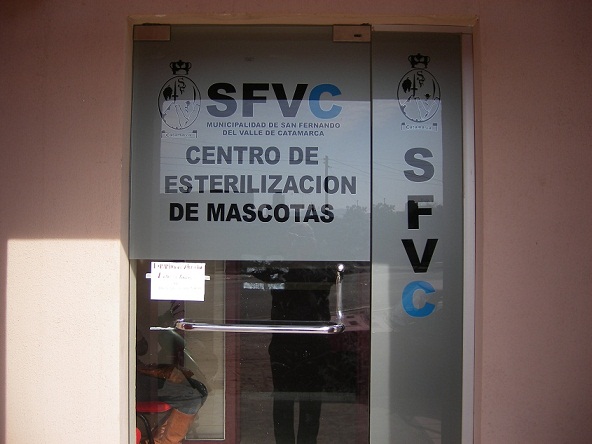 SFVC
MUNICIPALIDAD DE SAN FERNANDO
DEL VALLE DE CATAMARCA
CENTRO DE
ESTERILIZACION
DE MASCOTAS
S
F
V
C